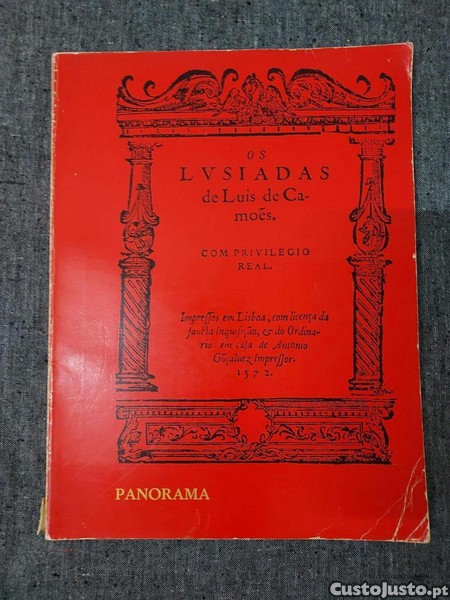 OS
LVSIADAS
de Luis de Ca-
moẽs.
COM PRIVILEGIO
REAL.
Impressos em Lisboa, com licença da
sancta Inquisição, & do Ordina-
rio: em casa de Antonio
Gõçaluez Impressor.
1572.
PANORAMA
CustoJusto.pt